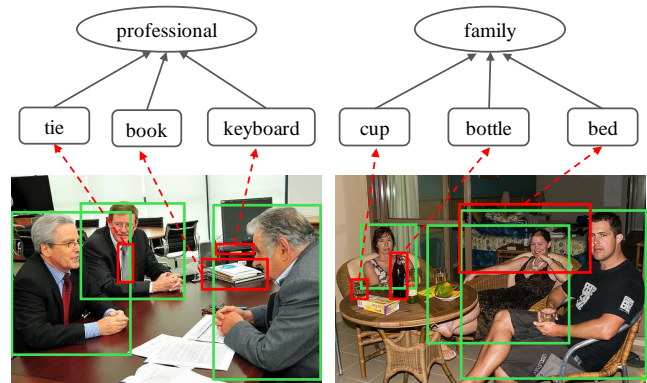 professional
family
tie
book
keyboard
cup
bottle
bed